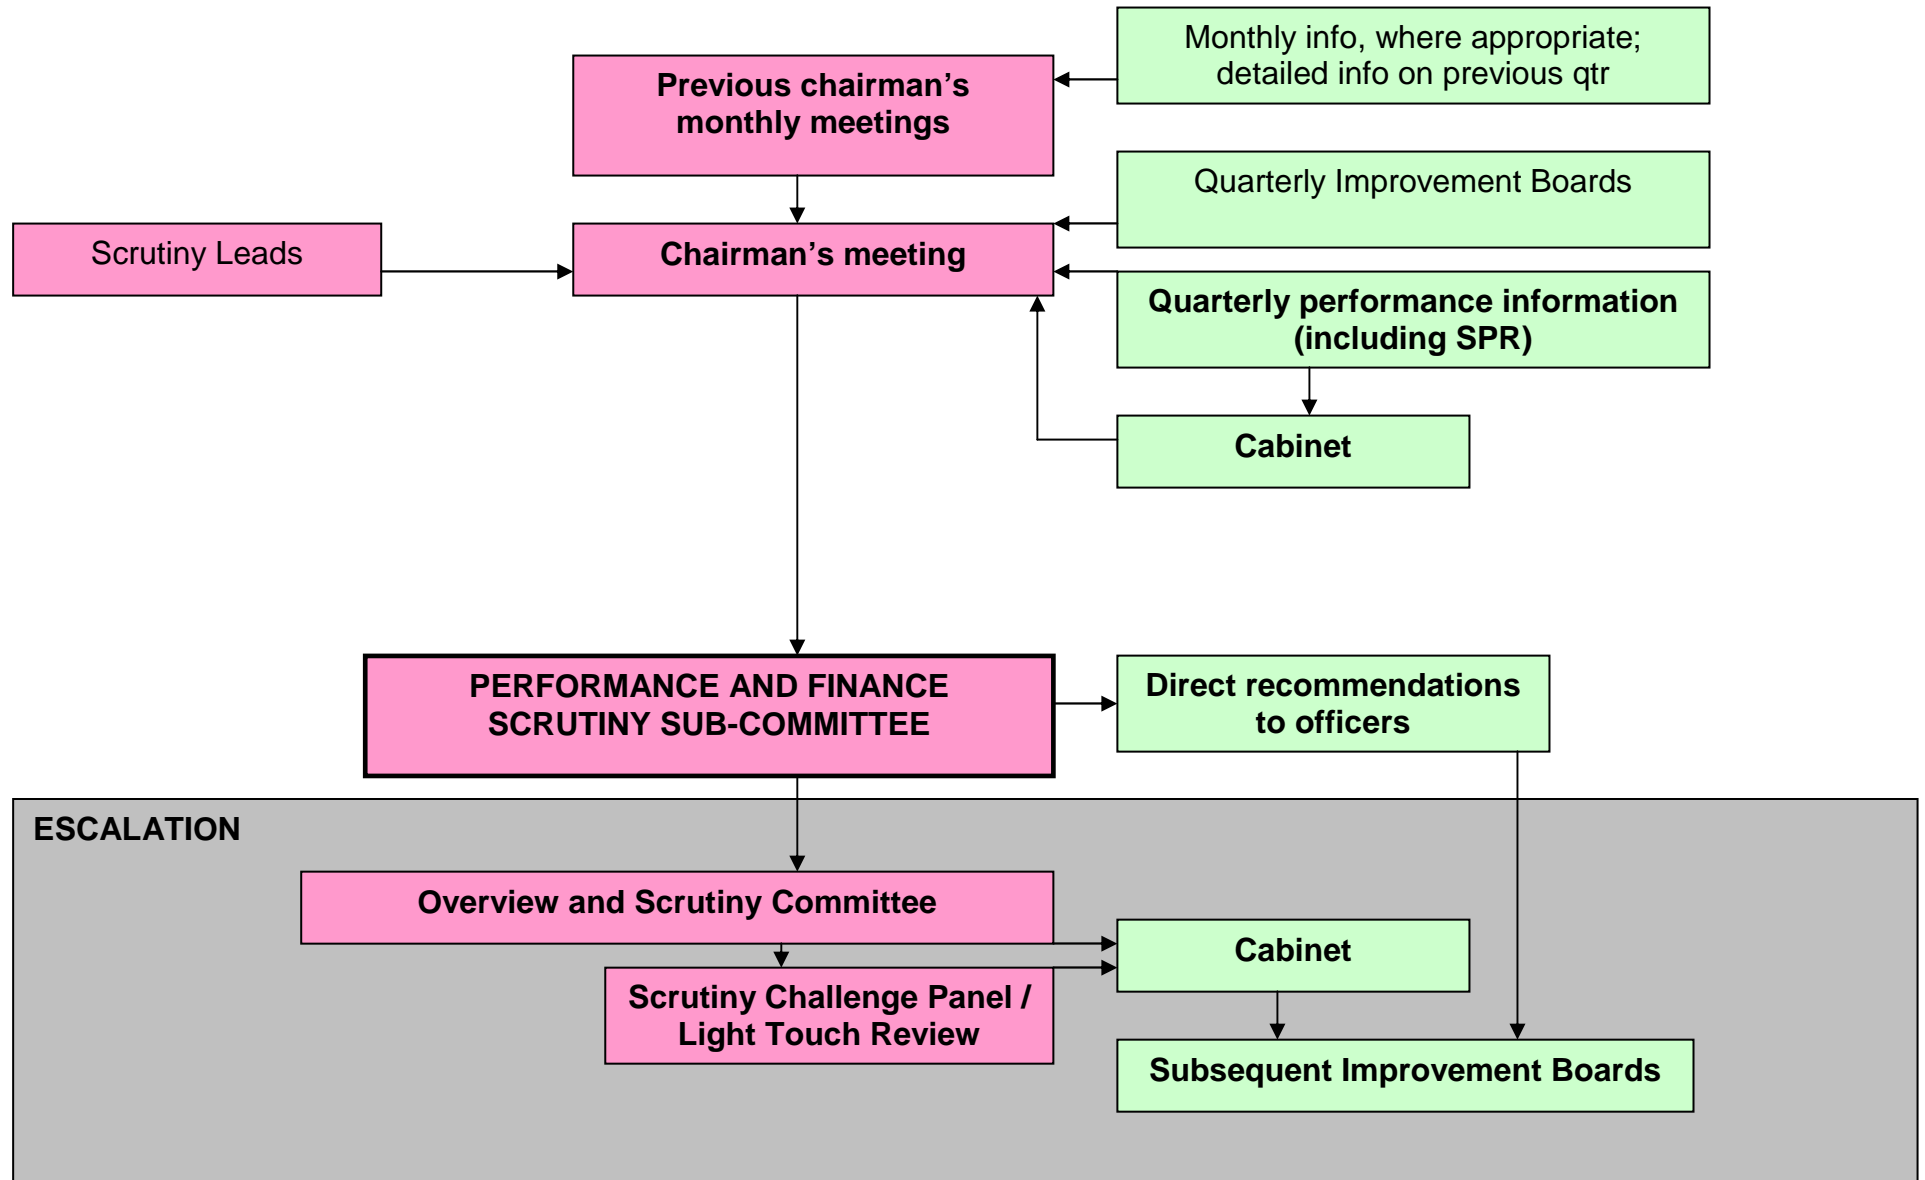 Monthly info, where appropriate;
detailed info on previous qtr
Previous chairman’s
monthly meetings
Quarterly Improvement Boards
Scrutiny Leads
Chairman’s meeting
Quarterly performance information
(including SPR)
Cabinet
PERFORMANCE AND FINANCE
SCRUTINY SUB-COMMITTEE
Direct recommendations
to officers
ESCALATION
Overview and Scrutiny Committee
Cabinet
Scrutiny Challenge Panel /
Light Touch Review
Subsequent Improvement Boards